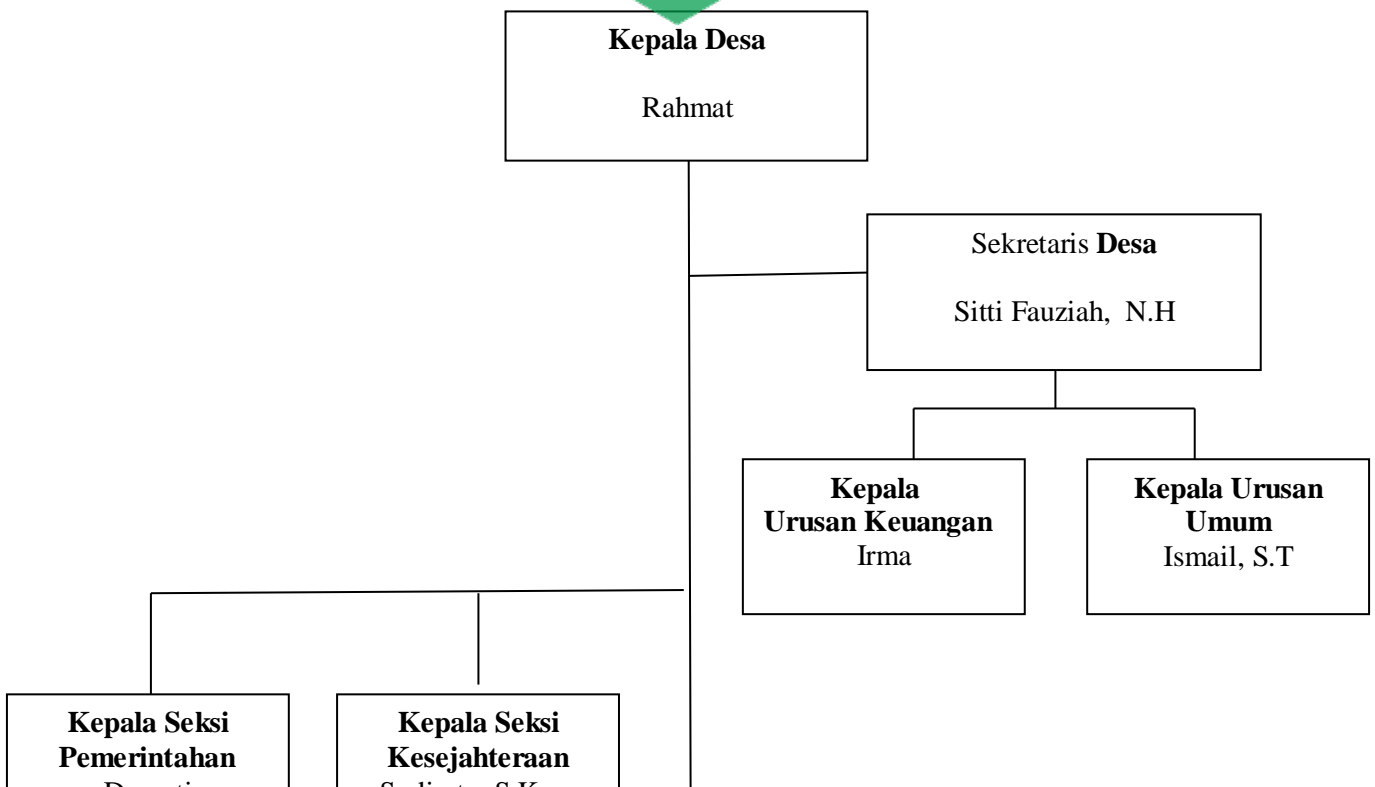 Kepala Desa
Rahmat
Sekretaris Desa
Sitti Fauziah, N.H
Kepala
Urusan Keuangan
Irma
Kepala Urusan
Umum
Ismail, S.T
Kepala Seksi
Pemerintahan
Kepala Seksi
Kesejahteraan